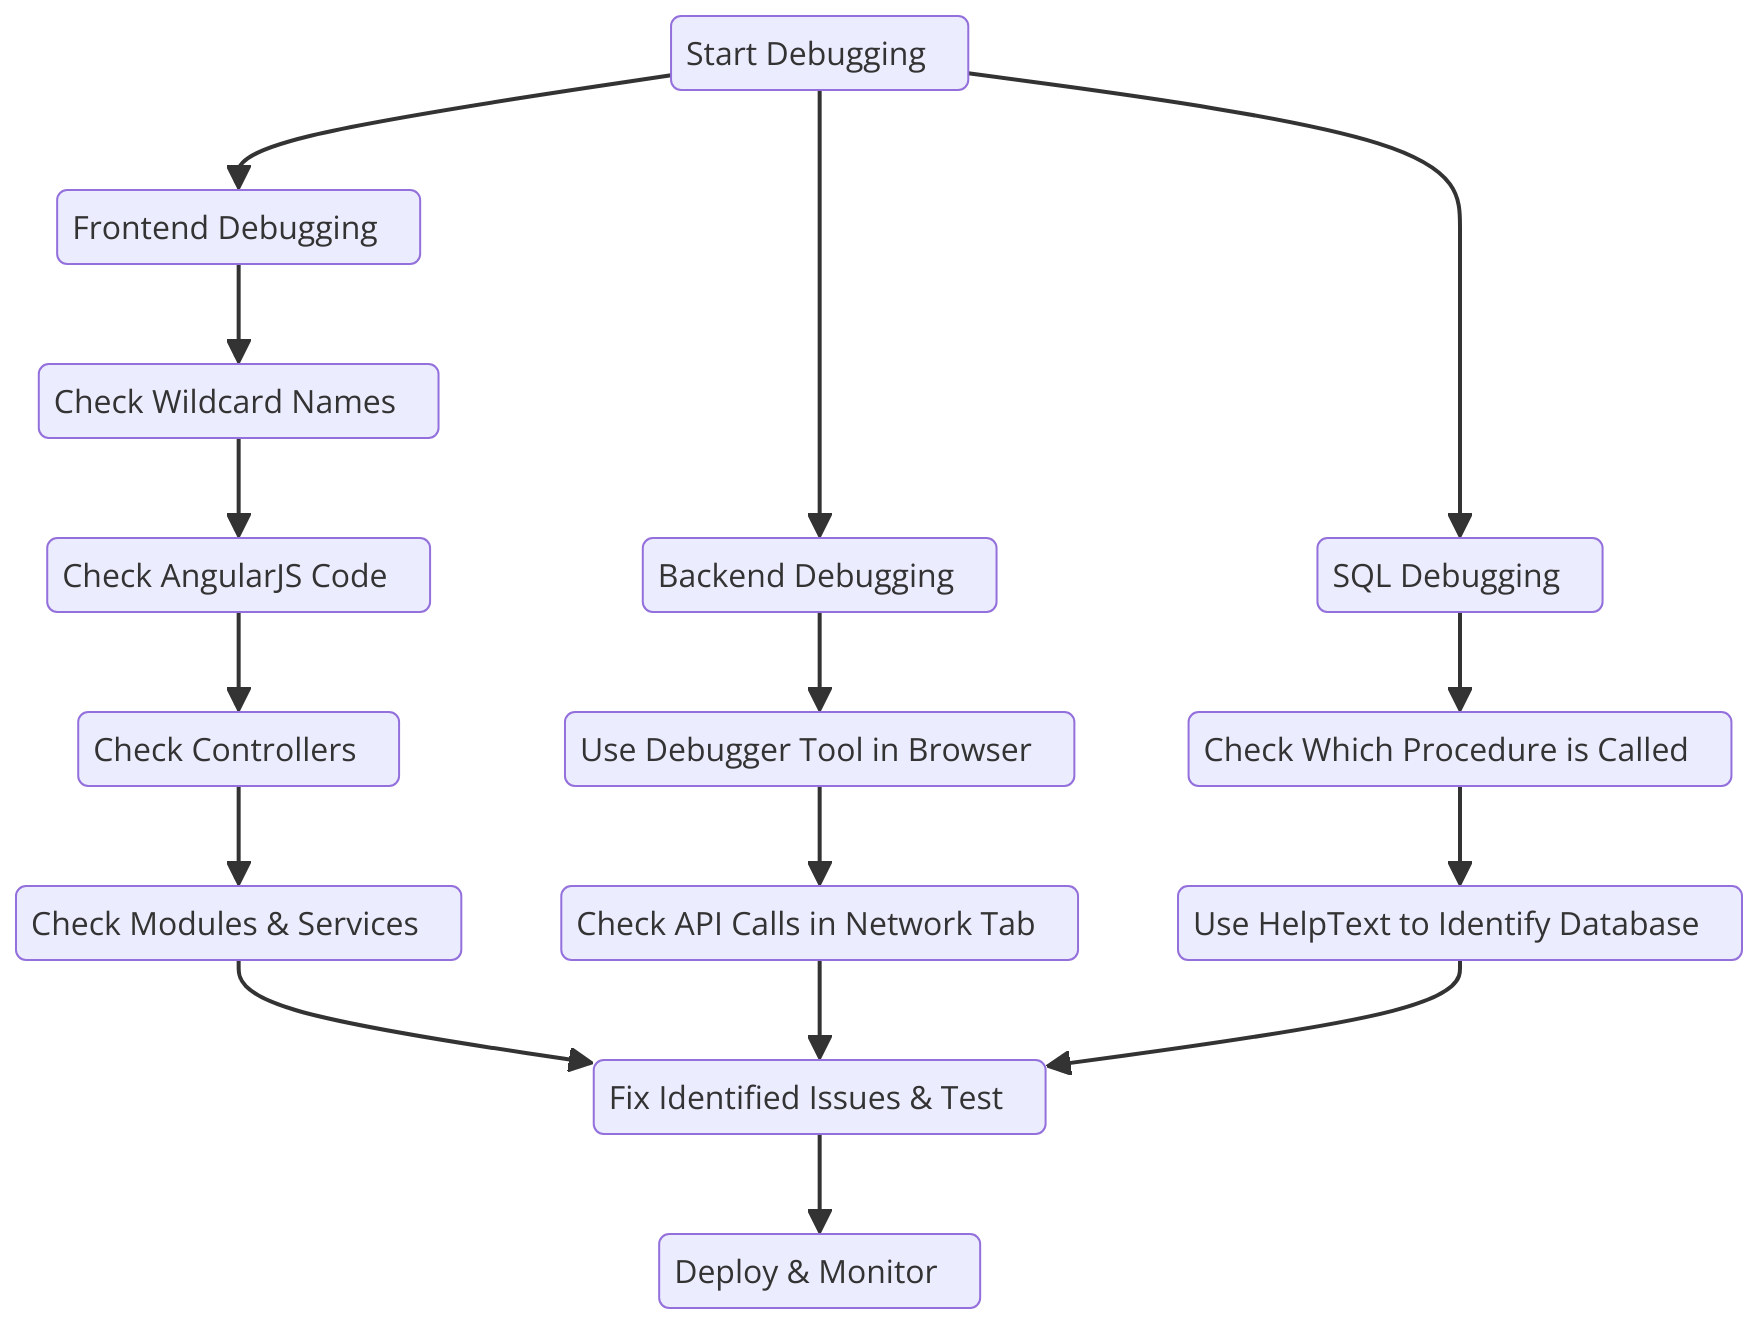 Start Debugging
Frontend Debugging
Check Wildcard Names
Check AngularJS Code
Backend Debugging
SQL Debugging
Check Controllers
Use Debugger Tool in Browser
Check Which Procedure is Called
Check Modules & Services
Check API Calls in Network Tab
Use HelpText to Identify Database
Fix Identified Issues & Test
Deploy & Monitor